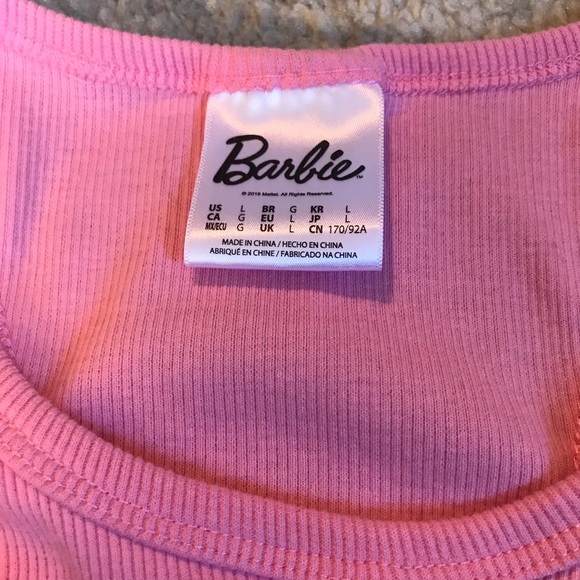 Barbie™
© 2019 Mattel. All Rights Reserved.
US L BR G KR L
CA G EU L JP L
MX/ECU G UK L CN 170/92A
MADE IN CHINA / HECHO EN CHINA
ABRIQUÉ EN CHINE / FABRICADO NA CHINA